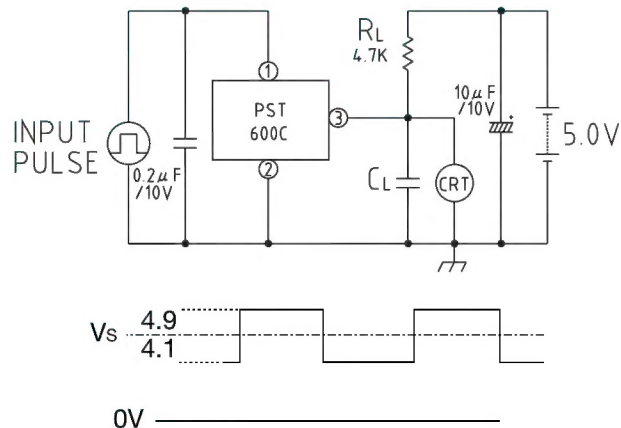 RL
4.7K
①
PST
600C
③
②
INPUT
PULSE
0.2μF
/10V
10μF
/10V
+
5.0V
CL
CRT
Vs
4.9
4.1
0V